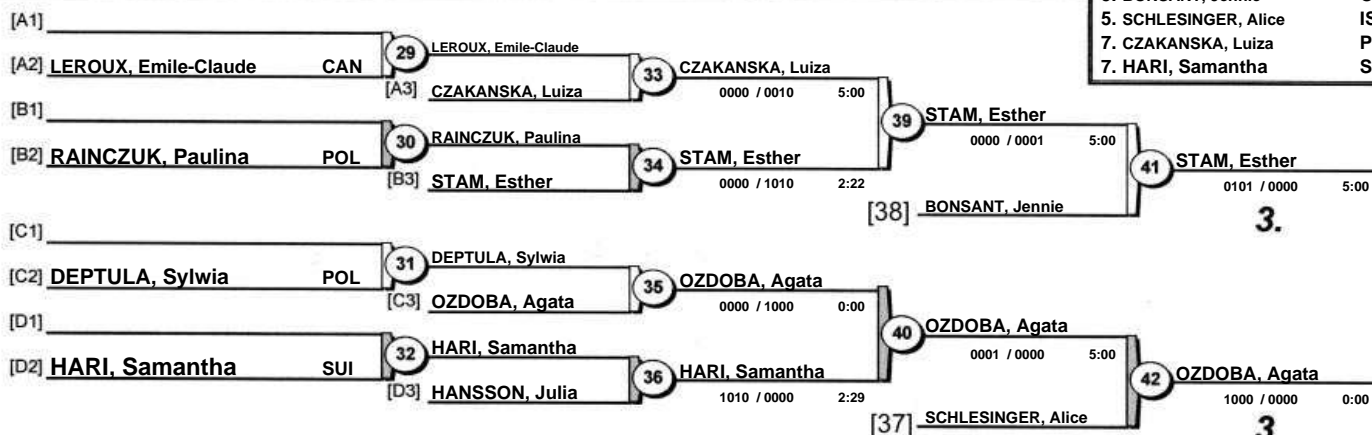 5. SCHLESINGER, Alice
7. CZAKANSKA, Luiza
7. HARI, Samantha
[A1]
[A2] LEROUX, Emile-Claude CAN
29
LEROUX, Emile-Claude
[A3] CZAKANSKA, Luiza
33
CZAKANSKA, Luiza
0000 / 0010 5:00
[B1]
[B2] RAINCZUK, Paulina POL
30
RAINCZUK, Paulina
[B3] STAM, Esther
34
STAM, Esther
0000 / 1010 2:22
39
STAM, Esther
0000 / 0001 5:00
[38] BONSANT, Jennie
41
STAM, Esther
0101 / 0000 5:00
3.
[C1]
[C2] DEPTULA, Sylwia POL
31
DEPTULA, Sylwia
[C3] OZDOBA, Agata
35
OZDOBA, Agata
0000 / 1000 0:00
[D1]
[D2] HARI, Samantha SUI
32
HARI, Samantha
[D3] HANSSON, Julia
36
HARI, Samantha
1010 / 0000 2:29
40
OZDOBA, Agata
0001 / 0000 5:00
[37] SCHLESINGER, Alice
42
OZDOBA, Agata
1000 / 0000 0:00
3